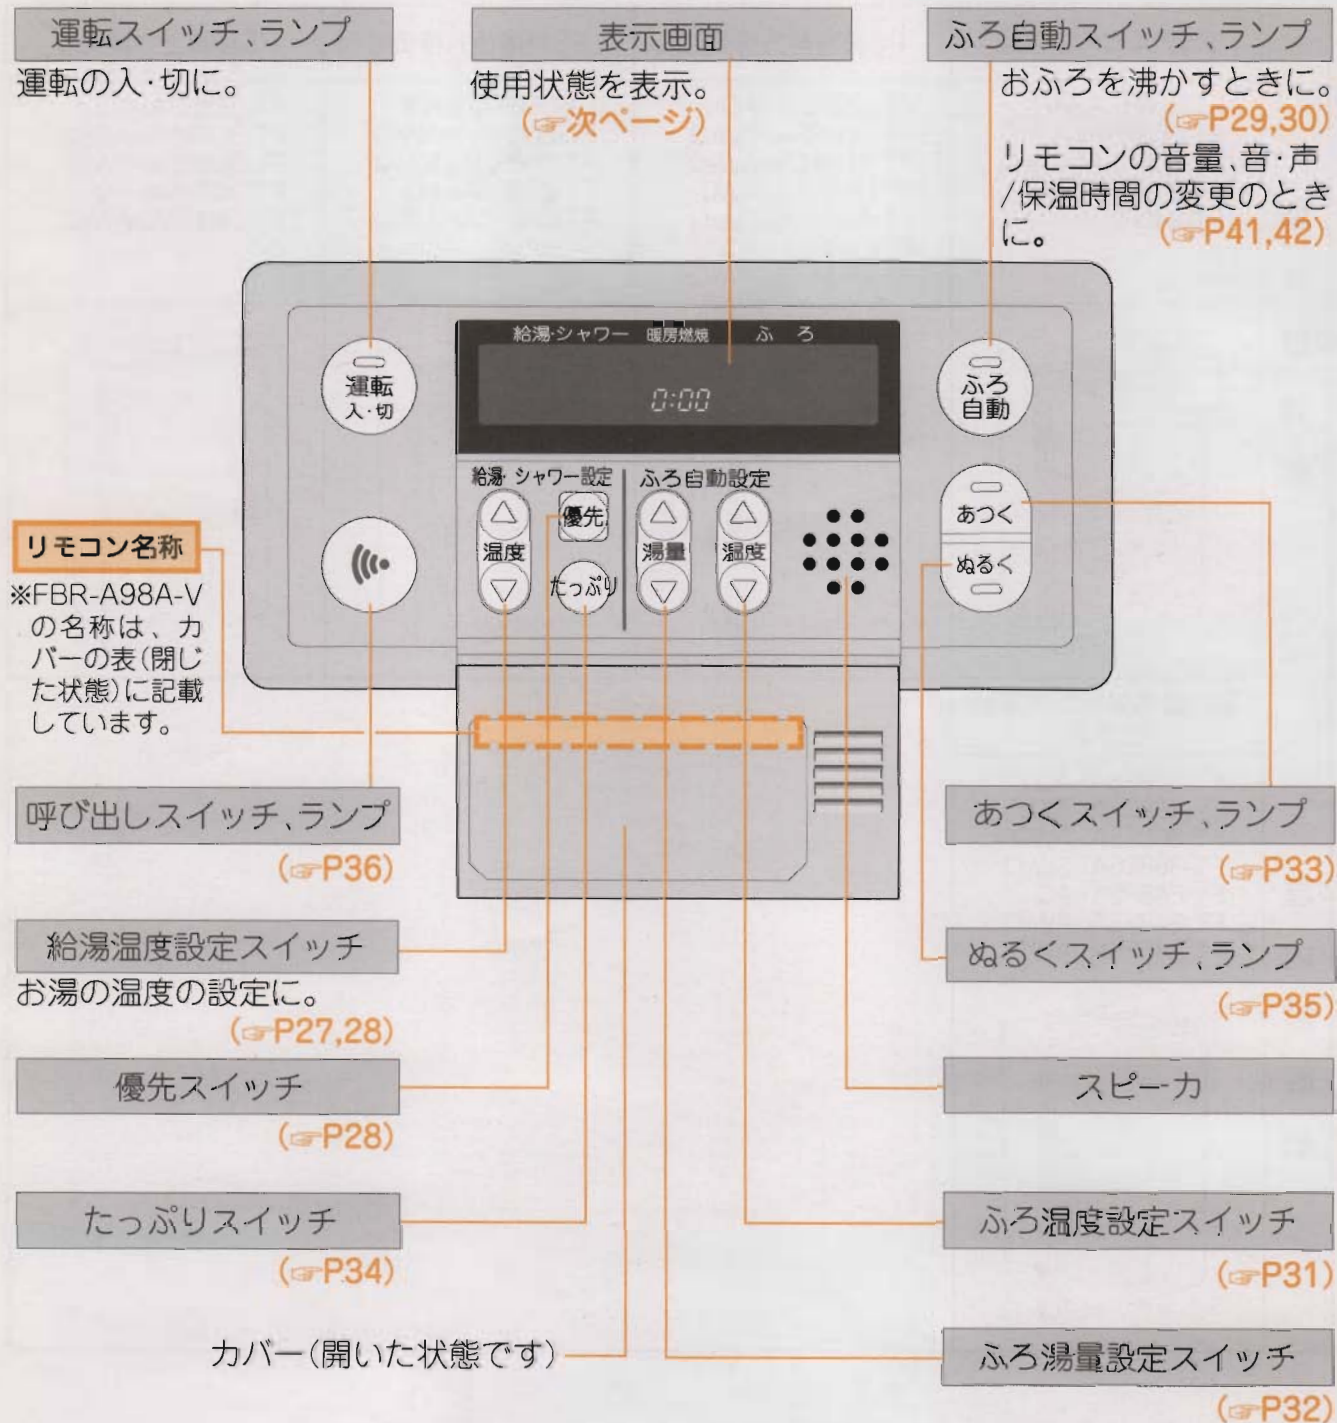 運転スイッチ、ランプ
運転の入・切に。
表示画面
使用状態を表示。
(☞次ページ)
ふろ自動スイッチ、ランプ
おふろを沸かすときに。
(☞P29,30)
リモコンの音量、音・声
/保温時間の変更のとき
に。 (☞P41,42)
給湯・シャワー 暖房燃焼 ふろ
0:00
運転
入・切
ふろ
自動
給湯・シャワー設定 ふろ自動設定
優先
温度
たっぷり
湯量
温度
あつく
ぬるく
リモコン名称
※FBR-A98A-V
の名称は、カ
バーの表(閉じ
た状態)に記載
しています。
呼び出しスイッチ、ランプ
(☞P36)
給湯温度設定スイッチ
お湯の温度の設定に。
(☞P27,28)
優先スイッチ
(☞P28)
たっぷりスイッチ
(☞P34)
カバー(開いた状態です)
あつくスイッチ、ランプ
(☞P33)
ぬるくスイッチ、ランプ
(☞P35)
スピーカ
ふろ温度設定スイッチ
(☞P31)
ふろ湯量設定スイッチ
(☞P32)